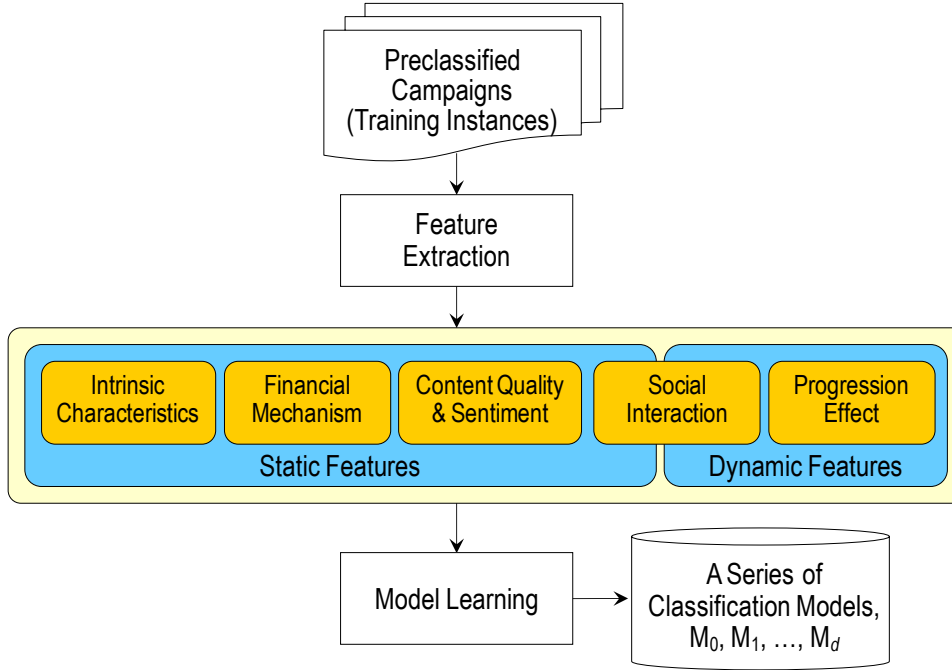 Preclassified
Campaigns
(Training Instances)
Feature
Extraction
Intrinsic
Characteristics
Financial
Mechanism
Content Quality
& Sentiment
Social
Interaction
Progression
Effect
Static Features
Dynamic Features
Model Learning
A Series of
Classification Models,
M₀, M₁, …, M𝑑